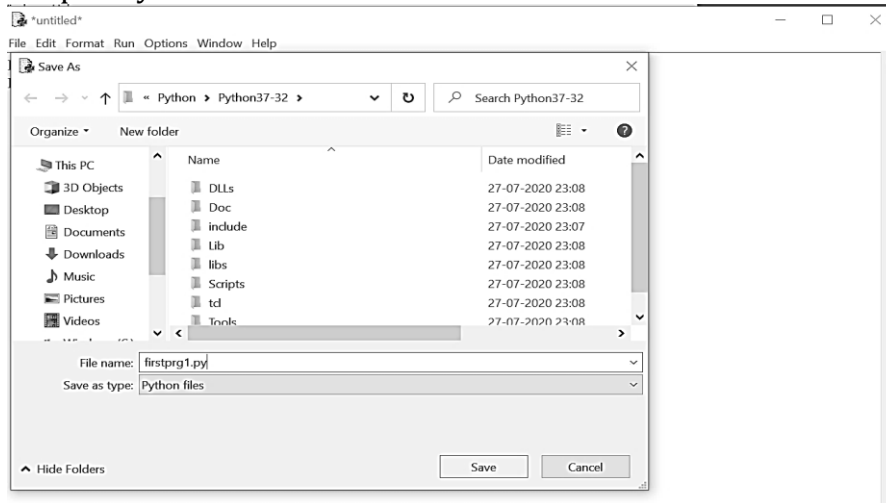 *untitled*
File Edit Format Run Options Window Help
Save As
« Python > Python37-32 >
Search Python37-32
Organize
New folder
Name
Date modified
This PC
3D Objects
Desktop
Documents
Downloads
Music
Pictures
Videos
DLLs 27-07-2020 23:08
Doc 27-07-2020 23:08
include 27-07-2020 23:07
Lib 27-07-2020 23:08
libs 27-07-2020 23:08
Scripts 27-07-2020 23:08
tcl 27-07-2020 23:08
Tools 27-07-2020 23:08
File name: firstprg1.py
Save as type: Python files
Hide Folders
Save
Cancel